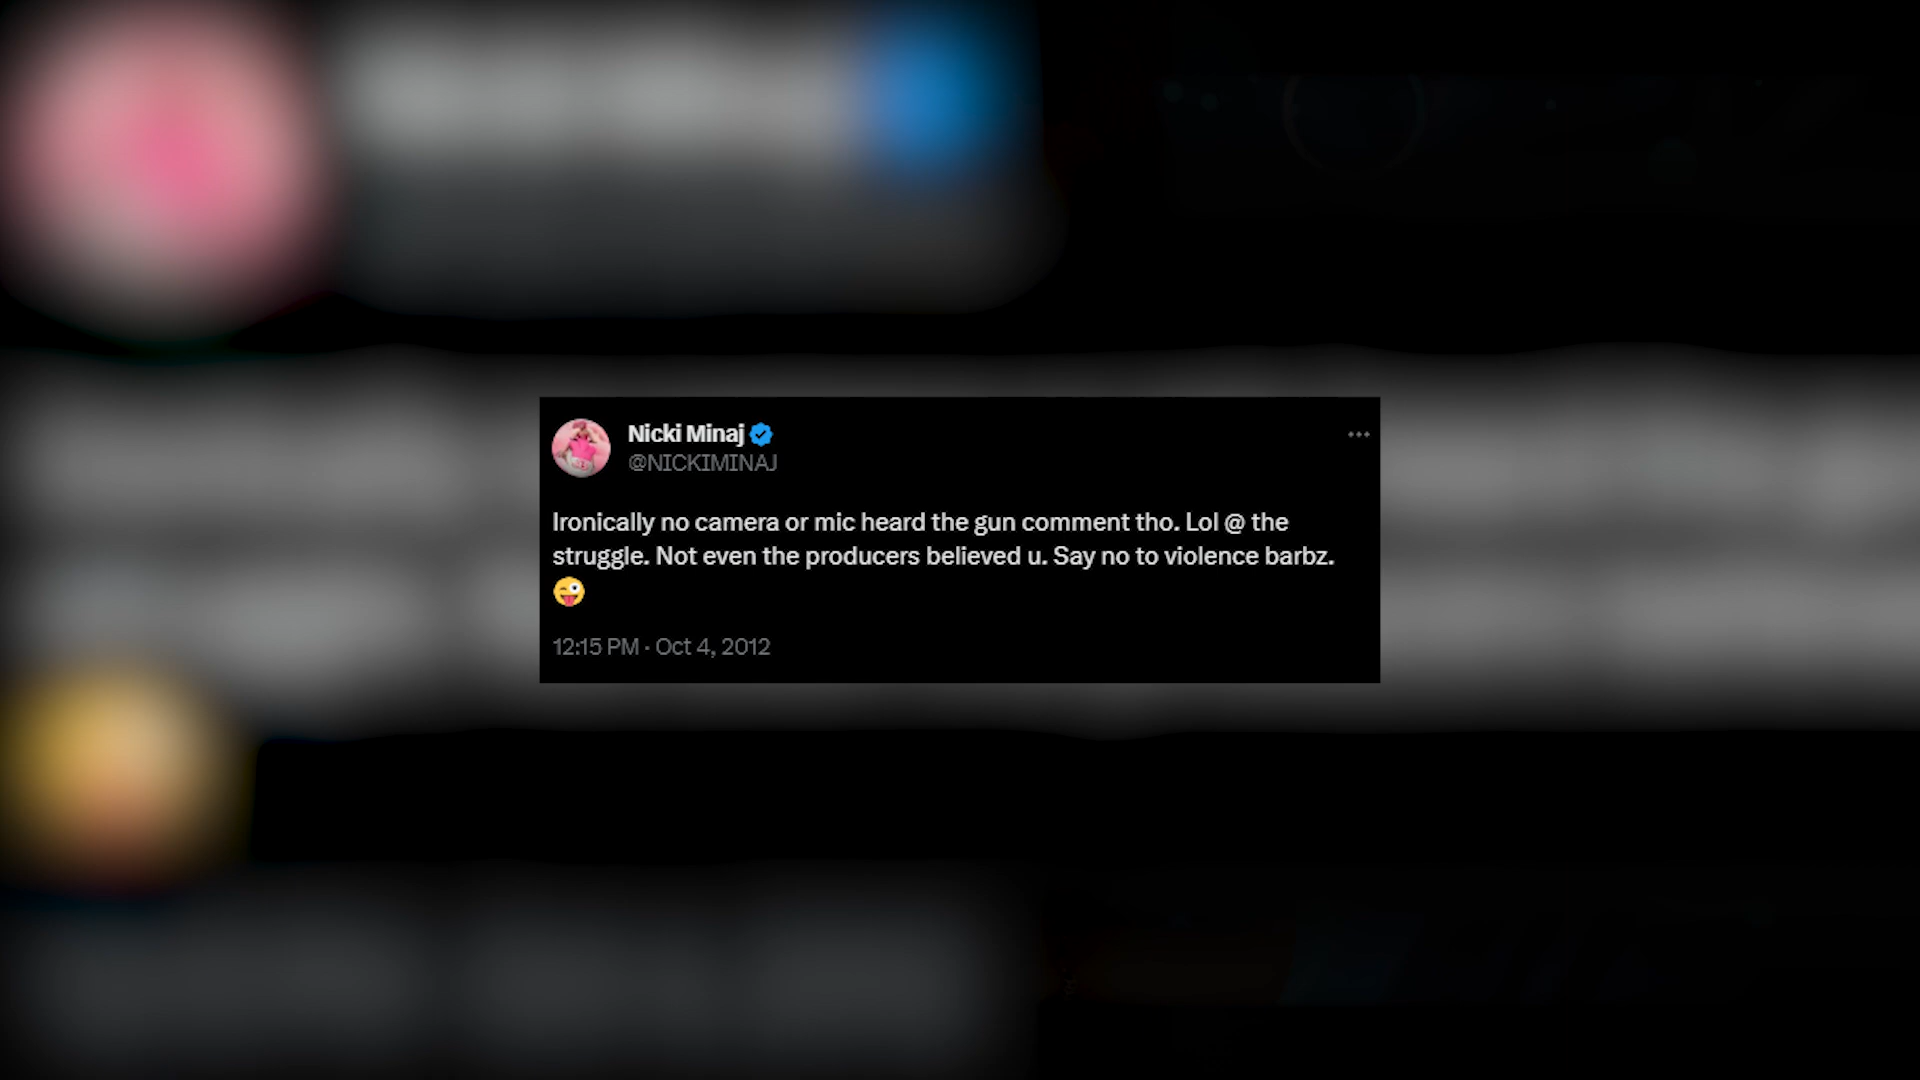 Nicki Minaj
@NICKIMINAJ
Ironically no camera or mic heard the gun comment tho. Lol @ the
struggle. Not even the producers believed u. Say no to violence barbz.
😜
12:15 PM · Oct 4, 2012